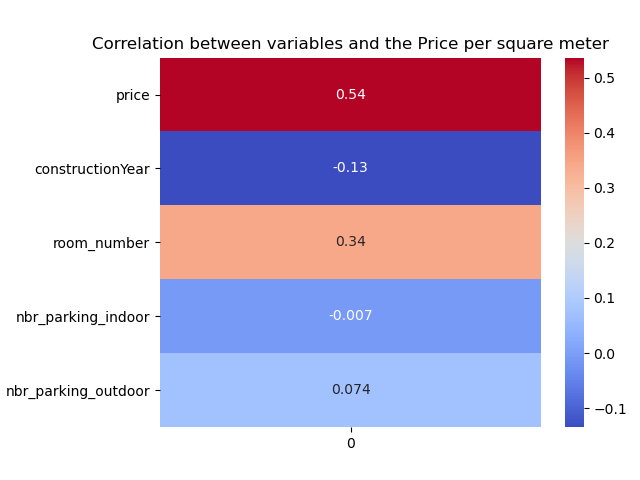 Correlation between variables and the Price per square meter
price
0.54
constructionYear
-0.13
room_number
0.34
nbr_parking_indoor
-0.007
nbr_parking_outdoor
0.074
0
0.5
0.4
0.3
0.2
0.1
0.0
−0.1